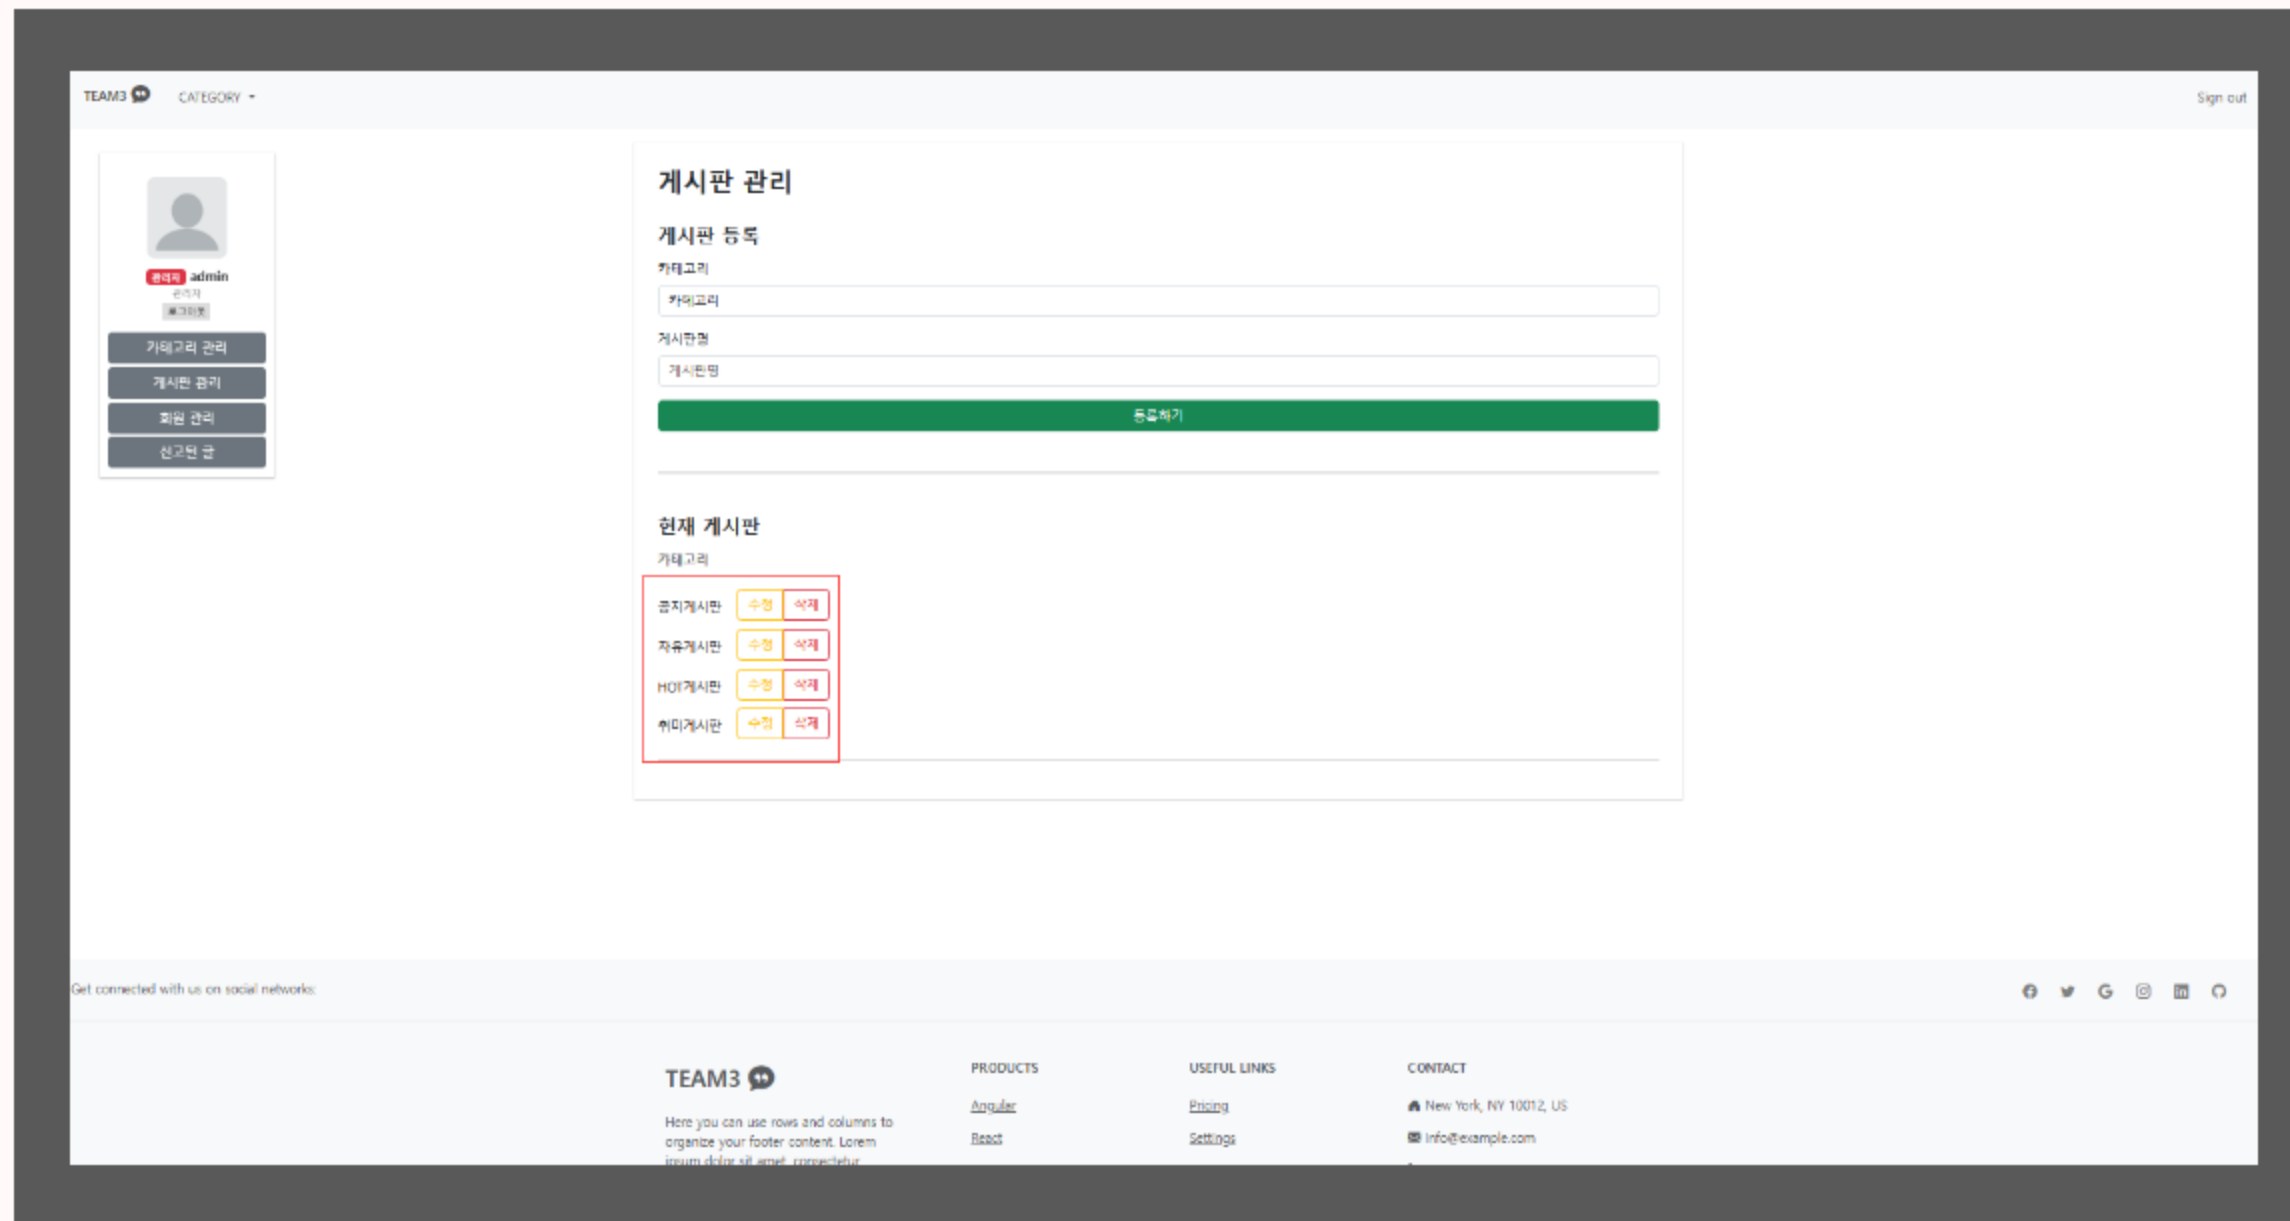 TEAM3
CATEGORY
Sign out
관리자 admin
관리자
로그아웃
카테고리 관리
게시판 관리
회원 관리
신고된 글
게시판 관리
게시판 등록
카테고리
카테고리
게시판명
게시판명
등록하기
현재 게시판
카테고리
공지게시판 수정 삭제
자유게시판 수정 삭제
HOT게시판 수정 삭제
취미게시판 수정 삭제
Get connected with us on social networks:
TEAM3
Here you can use rows and columns to
organize your footer content. Lorem
ipsum dolor sit amet, consectetur
PRODUCTS
Angular
React
USEFUL LINKS
Pricing
Settings
CONTACT
New York, NY 10012, US
info@example.com